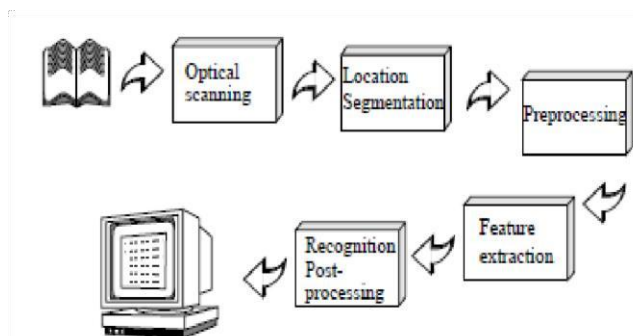 Optical
scanning
Location
Segmentation
Preprocessing
Feature
extraction
Recognition
Post-
processing